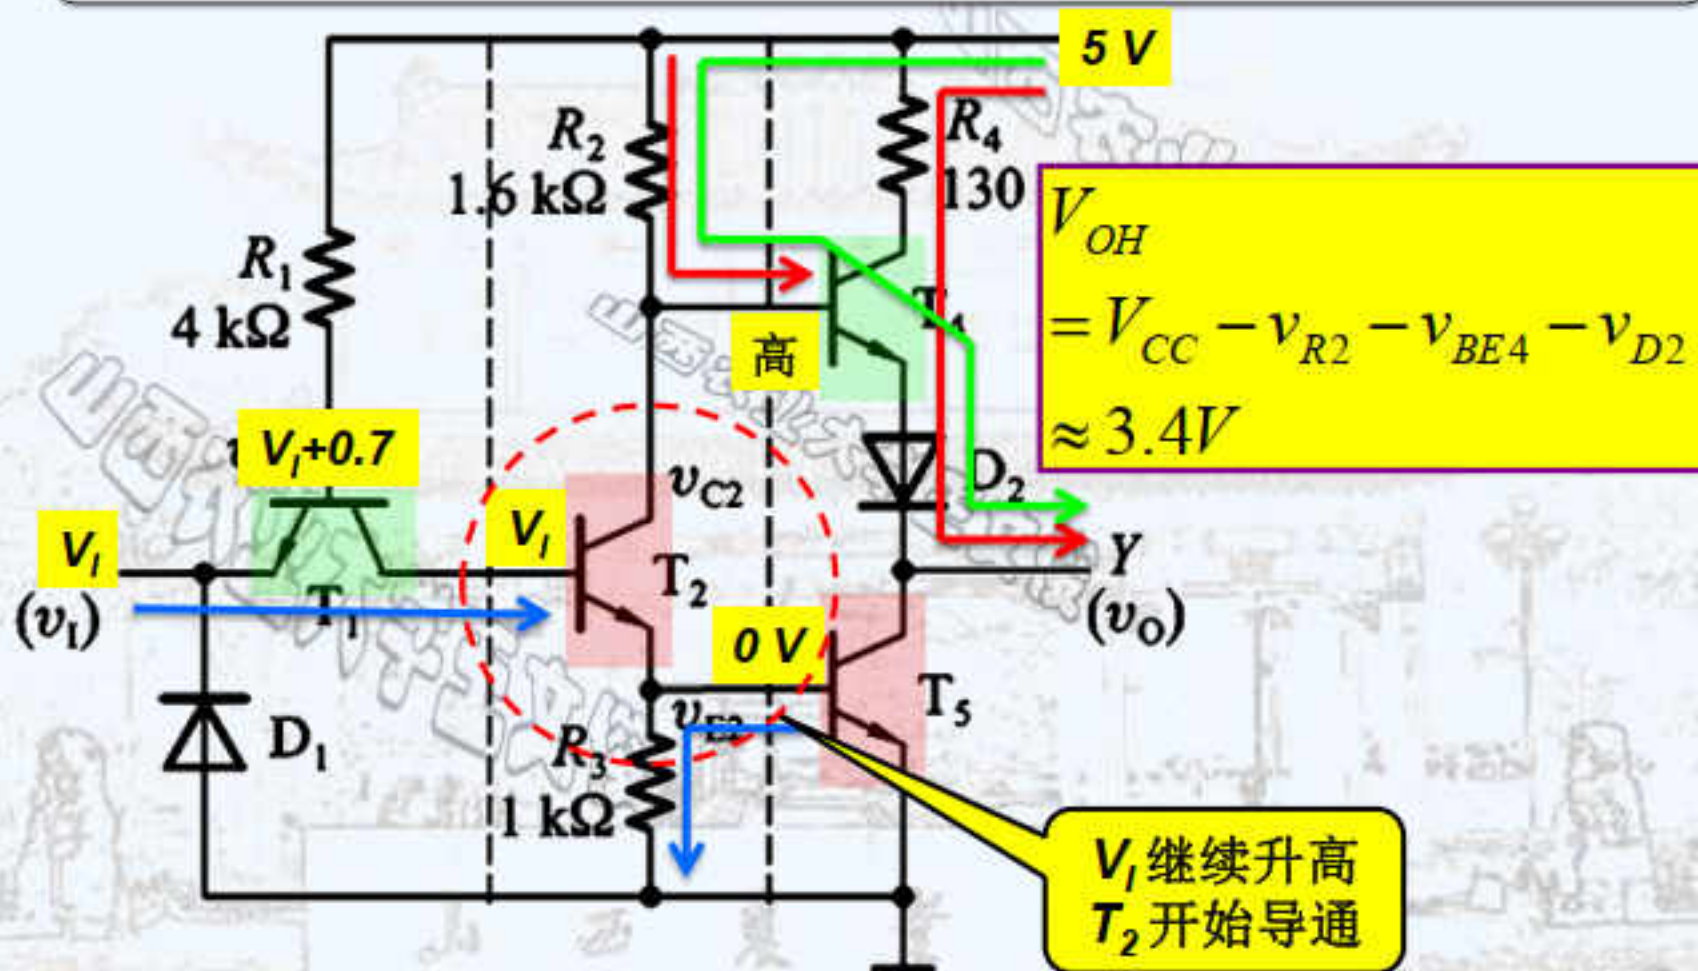 5 V
R2
1.6 kΩ
R4
130
R1
4 kΩ
VOH
= VCC − vR2 − vBE4 − vD2
≈ 3.4V
高
VI+0.7
vC2
D2
VI
VI
T2
Y
(vI)
T1
(vO)
0 V
T5
vE2
D1
R3
1 kΩ
VI 继续升高
T2 开始导通